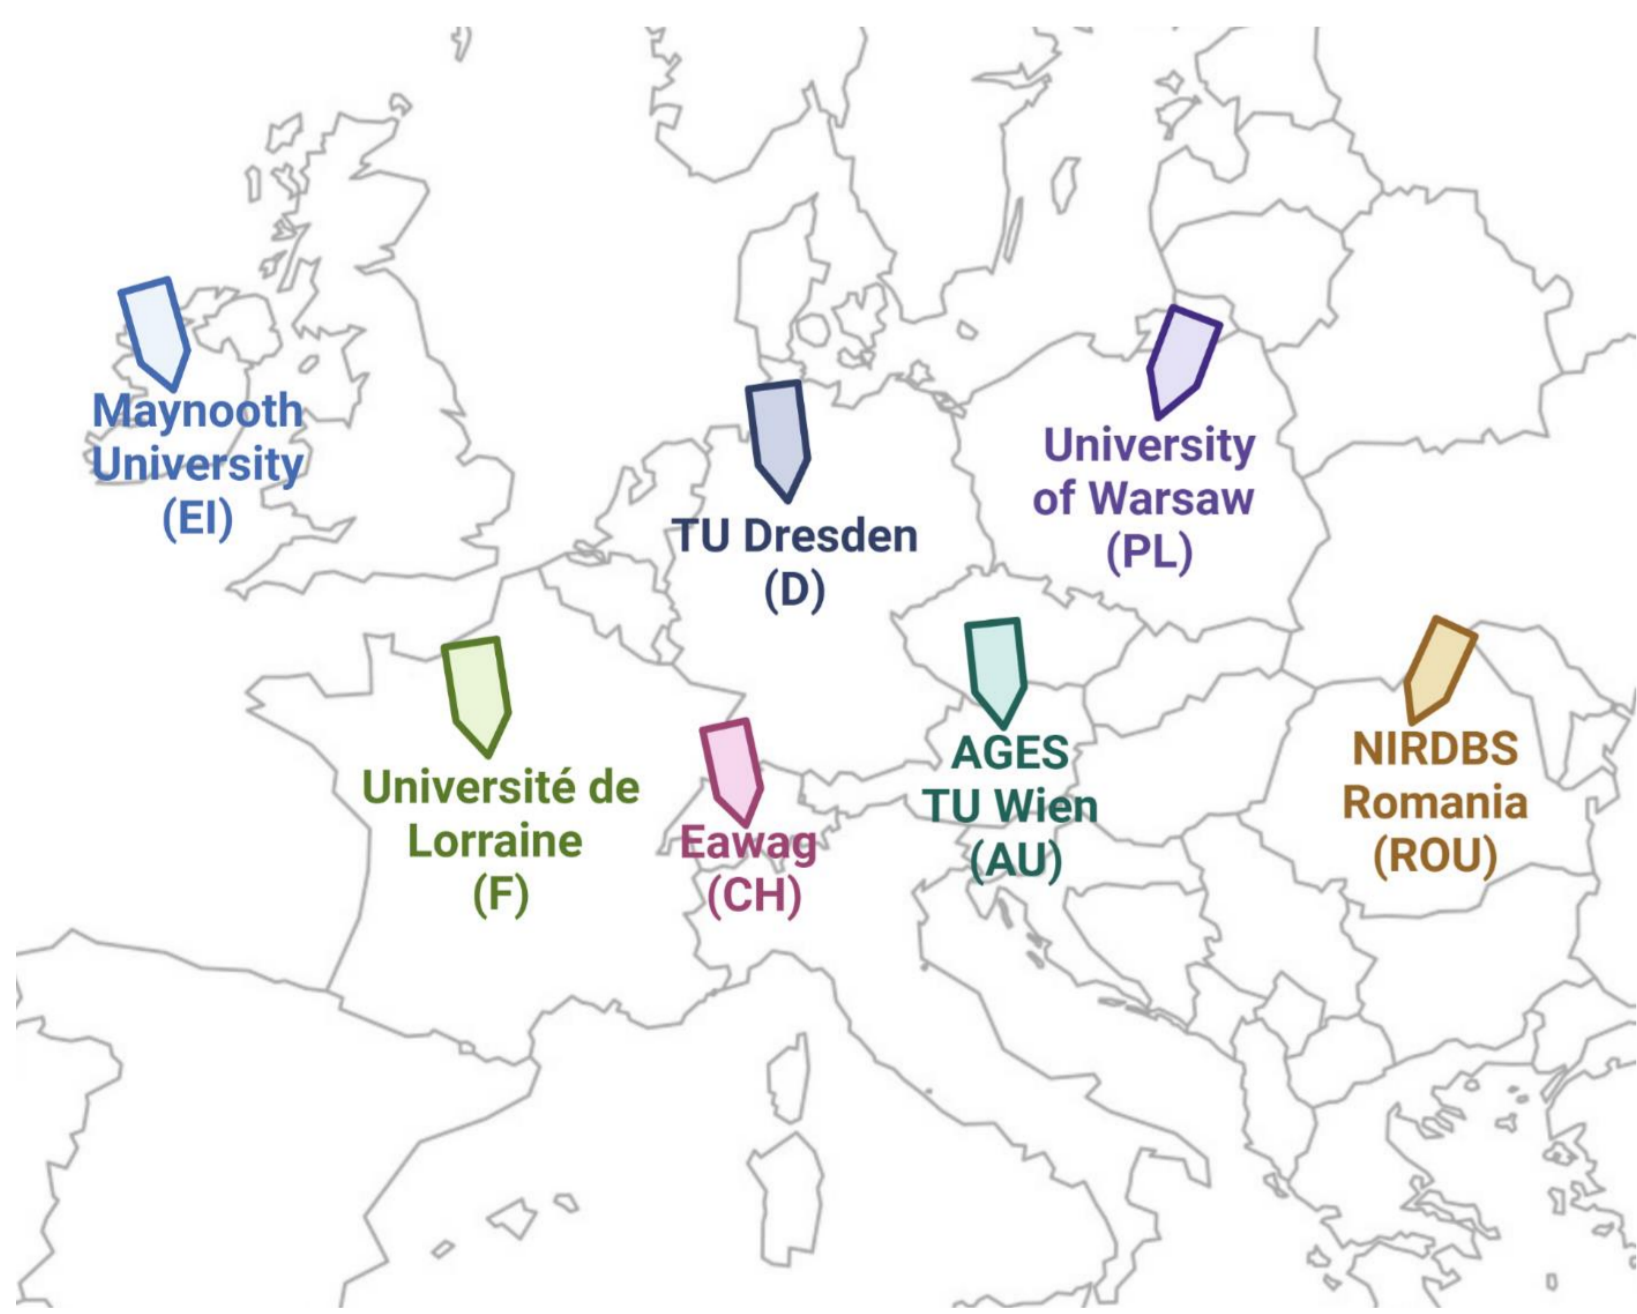 Maynooth
University
(EI)
TU Dresden
(D)
University
of Warsaw
(PL)
Université de
Lorraine
(F)
Eawag
(CH)
AGES
TU Wien
(AU)
NIRDBS
Romania
(ROU)